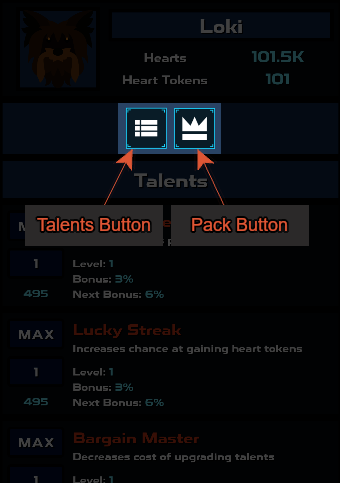 Loki
Hearts 101.5K
Heart Tokens 101
Talents
Talents Button Pack Button
MAX
1 Level: 1
Bonus: 3%
495 Next Bonus: 6%
MAX Lucky Streak
Increases chance at gaining heart tokens
1 Level: 1
Bonus: 3%
495 Next Bonus: 6%
MAX Bargain Master
Decreases cost of upgrading talents
1 Level: 1